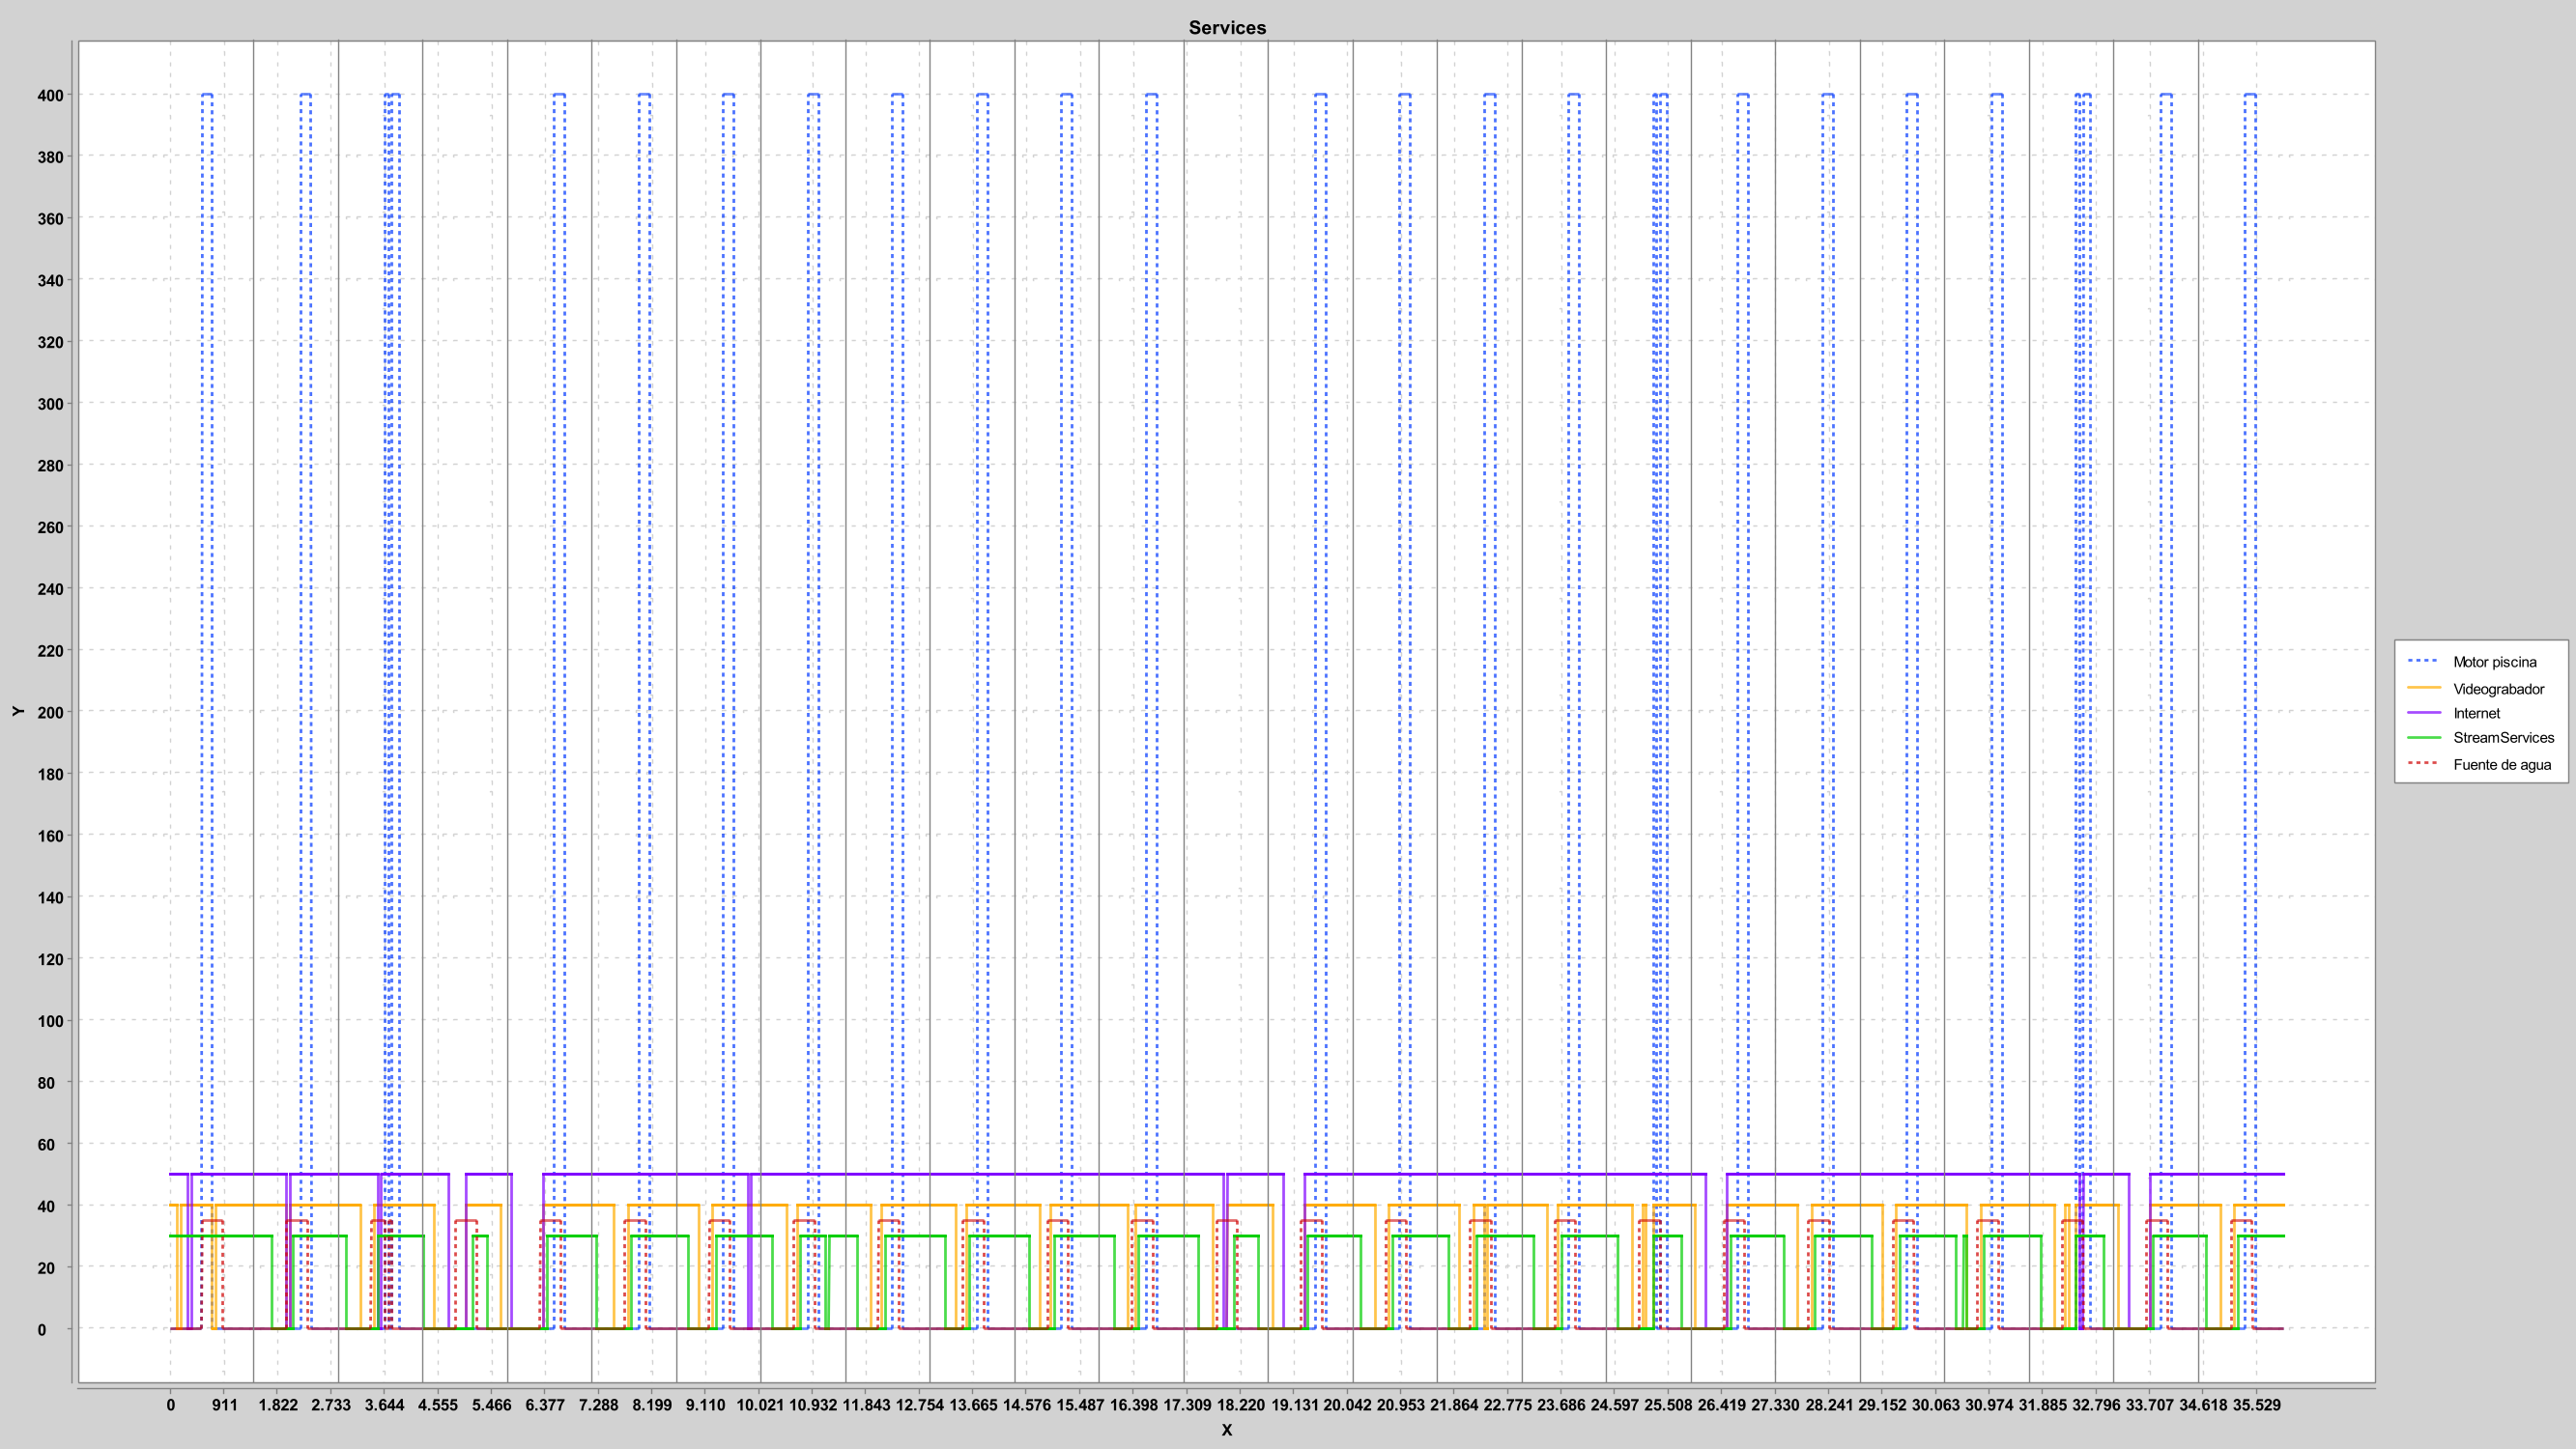 Services
400
380
360
340
320
300
280
260
240
220
200
180
160
140
120
100
80
60
40
20
0
Y
0 911 1.822 2.733 3.644 4.555 5.466 6.377 7.288 8.199 9.110 10.021 10.932 11.843 12.754 13.665 14.576 15.487 16.398 17.309 18.220 19.131 20.042 20.953 21.864 22.775 23.686 24.597 25.508 26.419 27.330 28.241 29.152 30.063 30.974 31.885 32.796 33.707 34.618 35.529
X
Motor piscina
Videograbador
Internet
StreamServices
Fuente de agua